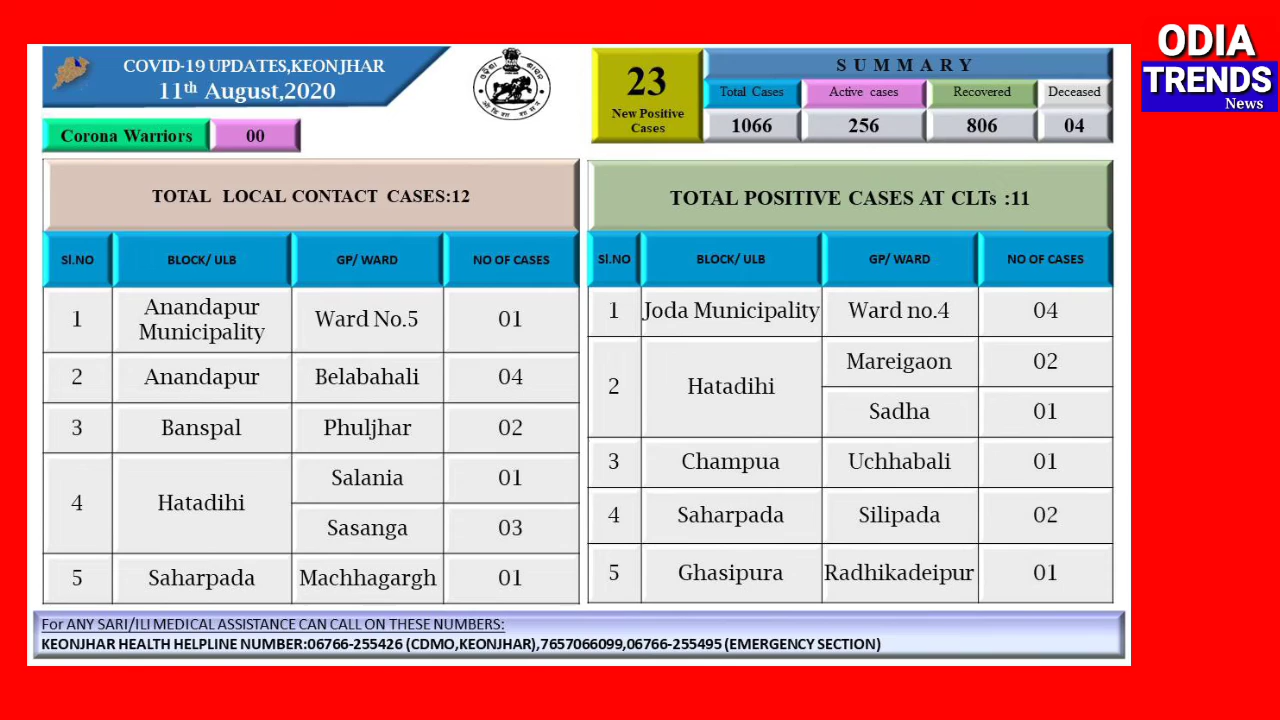 ODIA
TRENDS
News
COVID-19 UPDATES,KEONJHAR
11th August,2020
Corona Warriors 00
23
New Positive
Cases
SUMMARY
Total Cases Active cases Recovered Deceased
1066 256 806 04
TOTAL LOCAL CONTACT CASES:12
Sl.NO BLOCK/ ULB GP/ WARD NO OF CASES
1 Anandapur Municipality Ward No.5 01
2 Anandapur Belabahali 04
3 Banspal Phuljhar 02
4 Hatadihi Salania 01
Sasanga 03
5 Saharpada Machhagargh 01
TOTAL POSITIVE CASES AT CLTs :11
Sl.NO BLOCK/ ULB GP/ WARD NO OF CASES
1 Joda Municipality Ward no.4 04
2 Hatadihi Mareigaon 02
Sadha 01
3 Champua Uchhabali 01
4 Saharpada Silipada 02
5 Ghasipura Radhikadeipur 01
For ANY SARI/ILI MEDICAL ASSISTANCE CAN CALL ON THESE NUMBERS:
KEONJHAR HEALTH HELPLINE NUMBER:06766-255426 (CDMO,KEONJHAR),7657066099,06766-255495 (EMERGENCY SECTION)